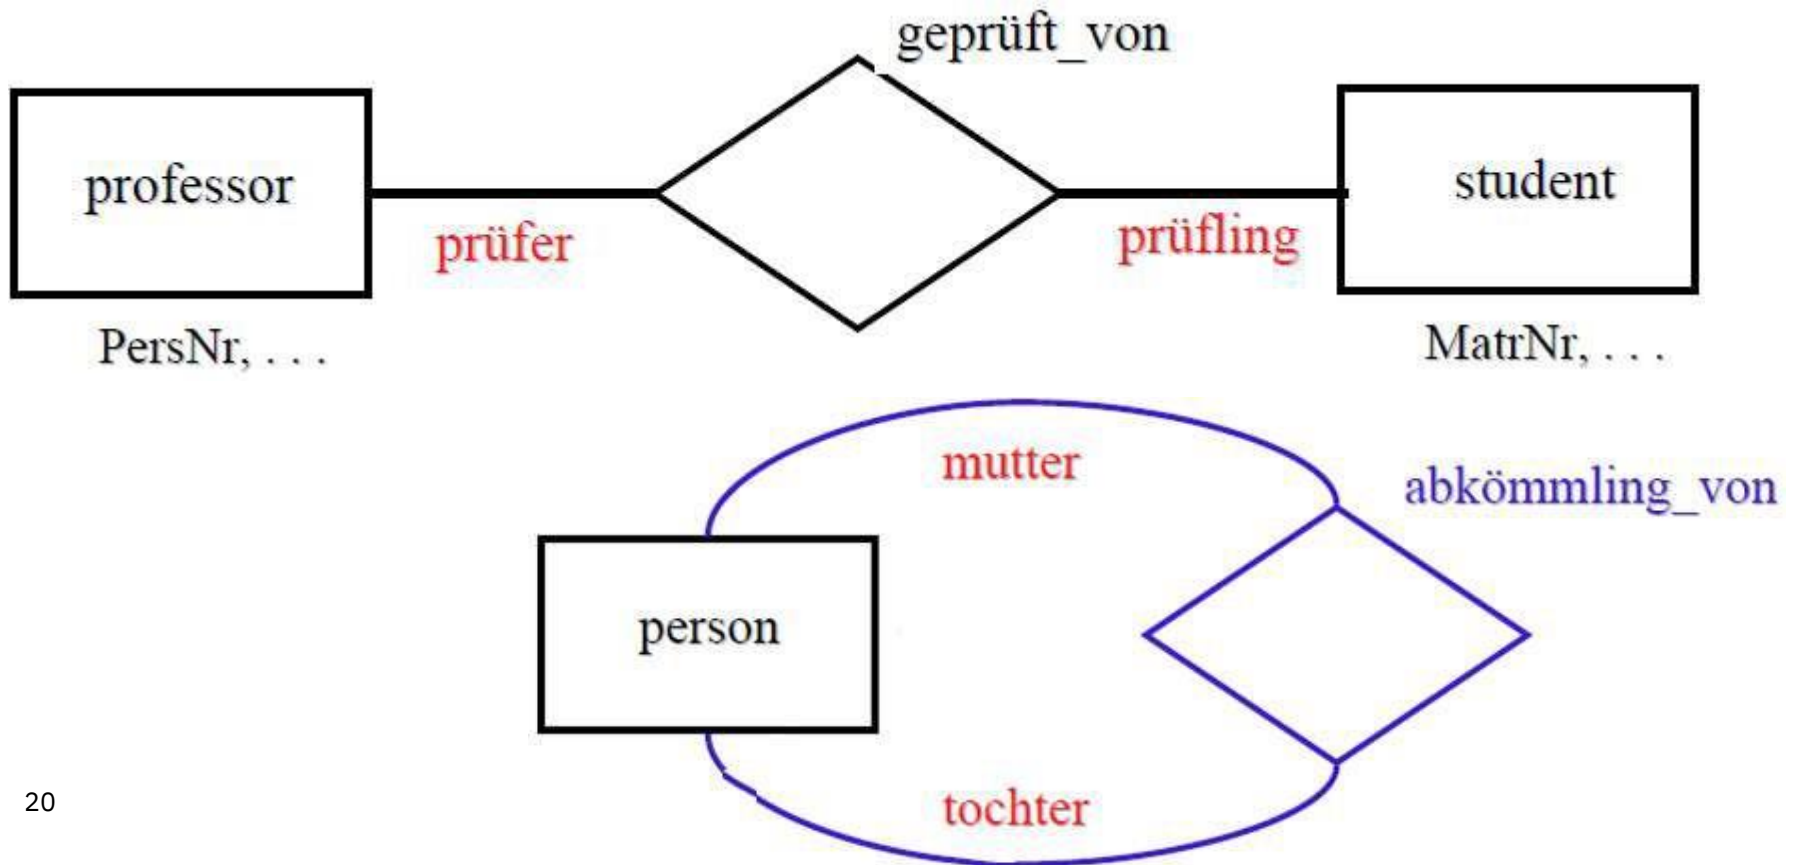 geprüft_von
professor
student
prüfer
prüfling
PersNr, . . .
MatrNr, . . .
mutter
abkömmling_von
person
tochter
20